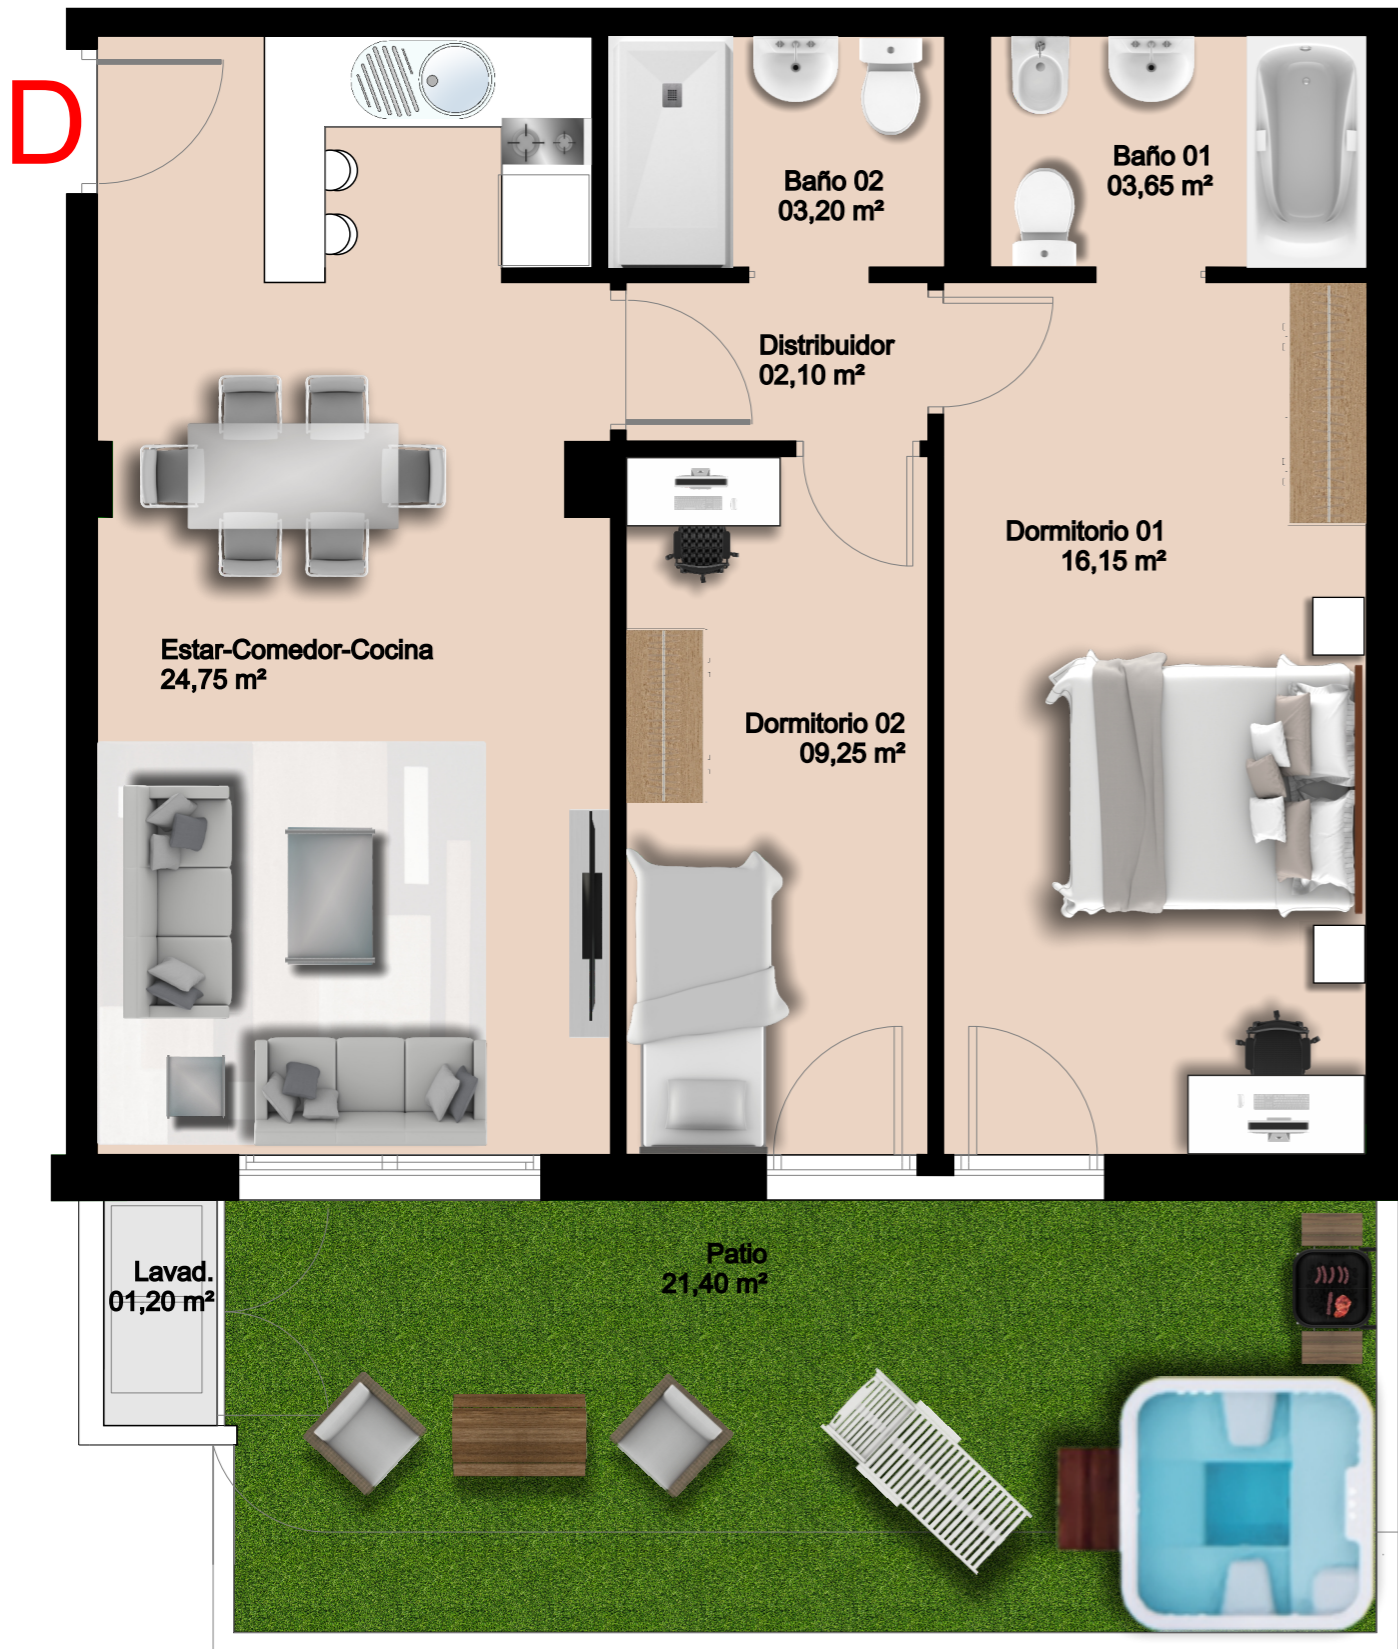 D
Baño 02
03,20 m²
Baño 01
03,65 m²
Distribuidor
02,10 m²
Dormitorio 01
16,15 m²
Estar-Comedor-Cocina
24,75 m²
Dormitorio 02
09,25 m²
Lavad.
01,20 m²
Patio
21,40 m²